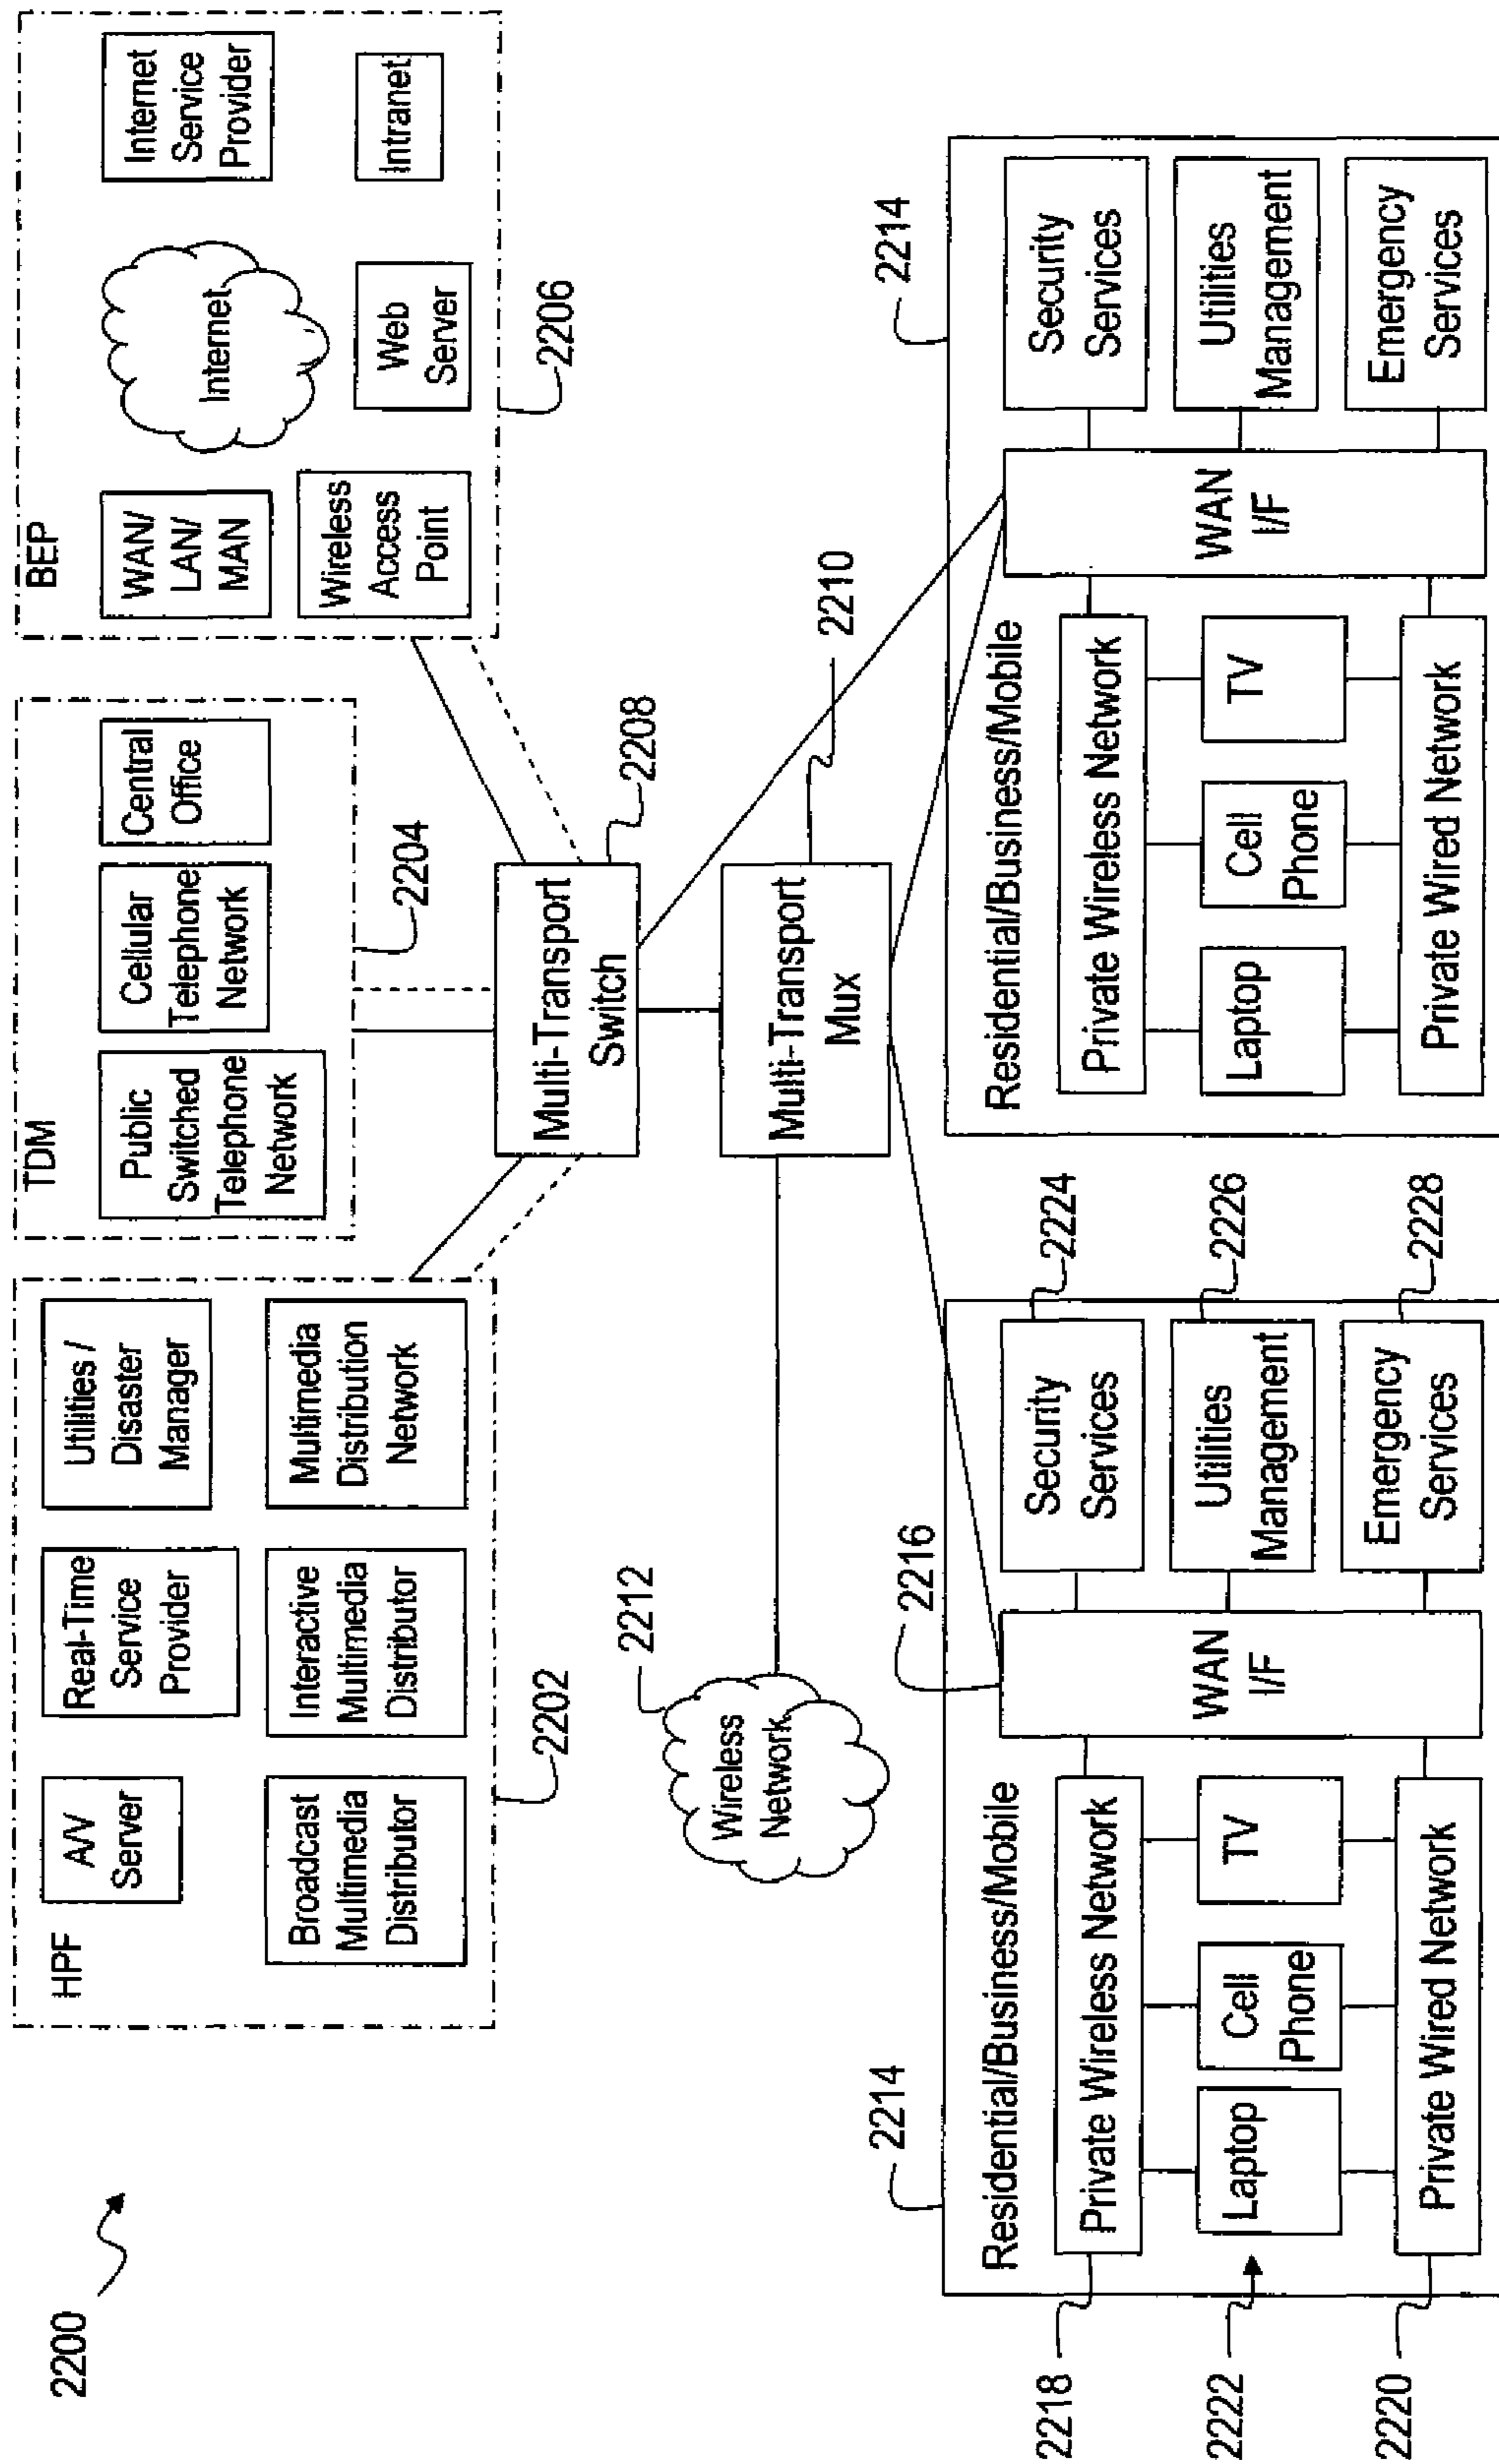 2200
HPF
A/V
Server
Real-Time
Service
Provider
Utilities /
Disaster
Manager
Broadcast
Multimedia
Distributor
Interactive
Multimedia
Distributor
Multimedia
Distribution
Network
2202
TDM
Public
Switched
Telephone
Network
Cellular
Telephone
Network
Central
Office
2204
BEP
WAN/
LAN/
MAN
Internet
Internet
Service
Provider
Wireless
Access
Point
Web
Server
Intranet
2206
Multi-Transport
Switch
2208
Multi-Transport
Mux
2210
2212
Wireless
Network
2214
2216
Residential/Business/Mobile
Private Wireless Network
2218
Laptop
Cell
Phone
TV
2222
Private Wired Network
2220
WAN
I/F
Security
Services
2224
Utilities
Management
2226
Emergency
Services
2228
2214
Residential/Business/Mobile
Private Wireless Network
Laptop
Cell
Phone
TV
Private Wired Network
WAN
I/F
Security
Services
Utilities
Management
Emergency
Services